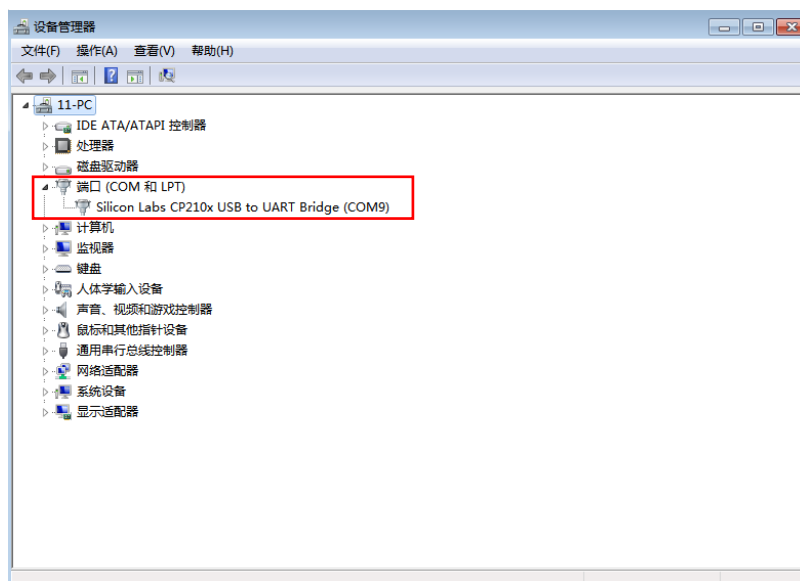 设备管理器
文件(F) 操作(A) 查看(V) 帮助(H)
11-PC
IDE ATA/ATAPI 控制器
处理器
磁盘驱动器
端口 (COM 和 LPT)
Silicon Labs CP210x USB to UART Bridge (COM9)
计算机
监视器
键盘
人体学输入设备
声音、视频和游戏控制器
鼠标和其他指针设备
通用串行总线控制器
网络适配器
系统设备
显示适配器